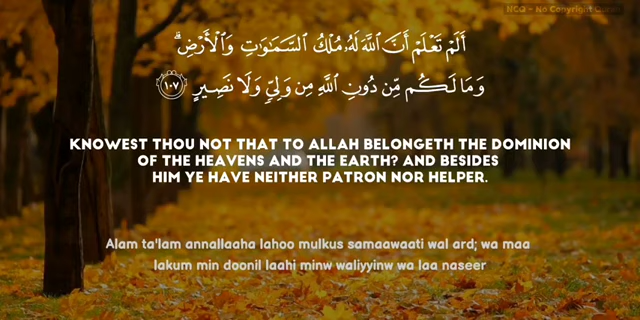 NCQ - No Copyright Quran
أَلَمْ تَعْلَمْ أَنَّ ٱللَّهَ لَهُۥ مُلْكُ ٱلسَّمَـٰوَٰتِ وَٱلْأَرْضِ ۗ
وَمَا لَكُم مِّن دُونِ ٱللَّهِ مِن وَلِىٍّ وَلَا نَصِيرٍ ١٠٧
KNOWEST THOU NOT THAT TO ALLAH BELONGETH THE DOMINION
OF THE HEAVENS AND THE EARTH? AND BESIDES
HIM YE HAVE NEITHER PATRON NOR HELPER.
Alam ta'lam annallaaha lahoo mulkus samaawaati wal ard; wa maa
lakum min doonil laahi minw waliyyinw wa laa naseer